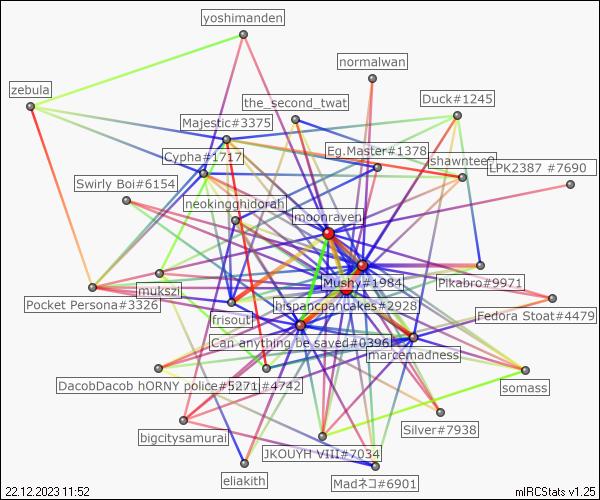 yoshimanden
normalwan
zebula
the_second_twat
Duck#1245
Majestic#3375
Eg.Master#1378
Cypha#1717
shawntee0
LPK2387 #7690
Swirly Boi#6154
neokingghidorah
moonraven
Mushy#1984
Pikabro#9971
mukszi
Pocket Persona#3326
hispancpancakes#2928
frisout
Fedora Stoat#4479
Can anything be saved#0396
marcemadness
DacobDacob hORNY police#5271
#4742
somass
Silver#7938
bigcitysamurai
JKOUYH VIII#7034
eliakith
Madネコ#6901
22.12.2023 11:52
mIRCStats v1.25